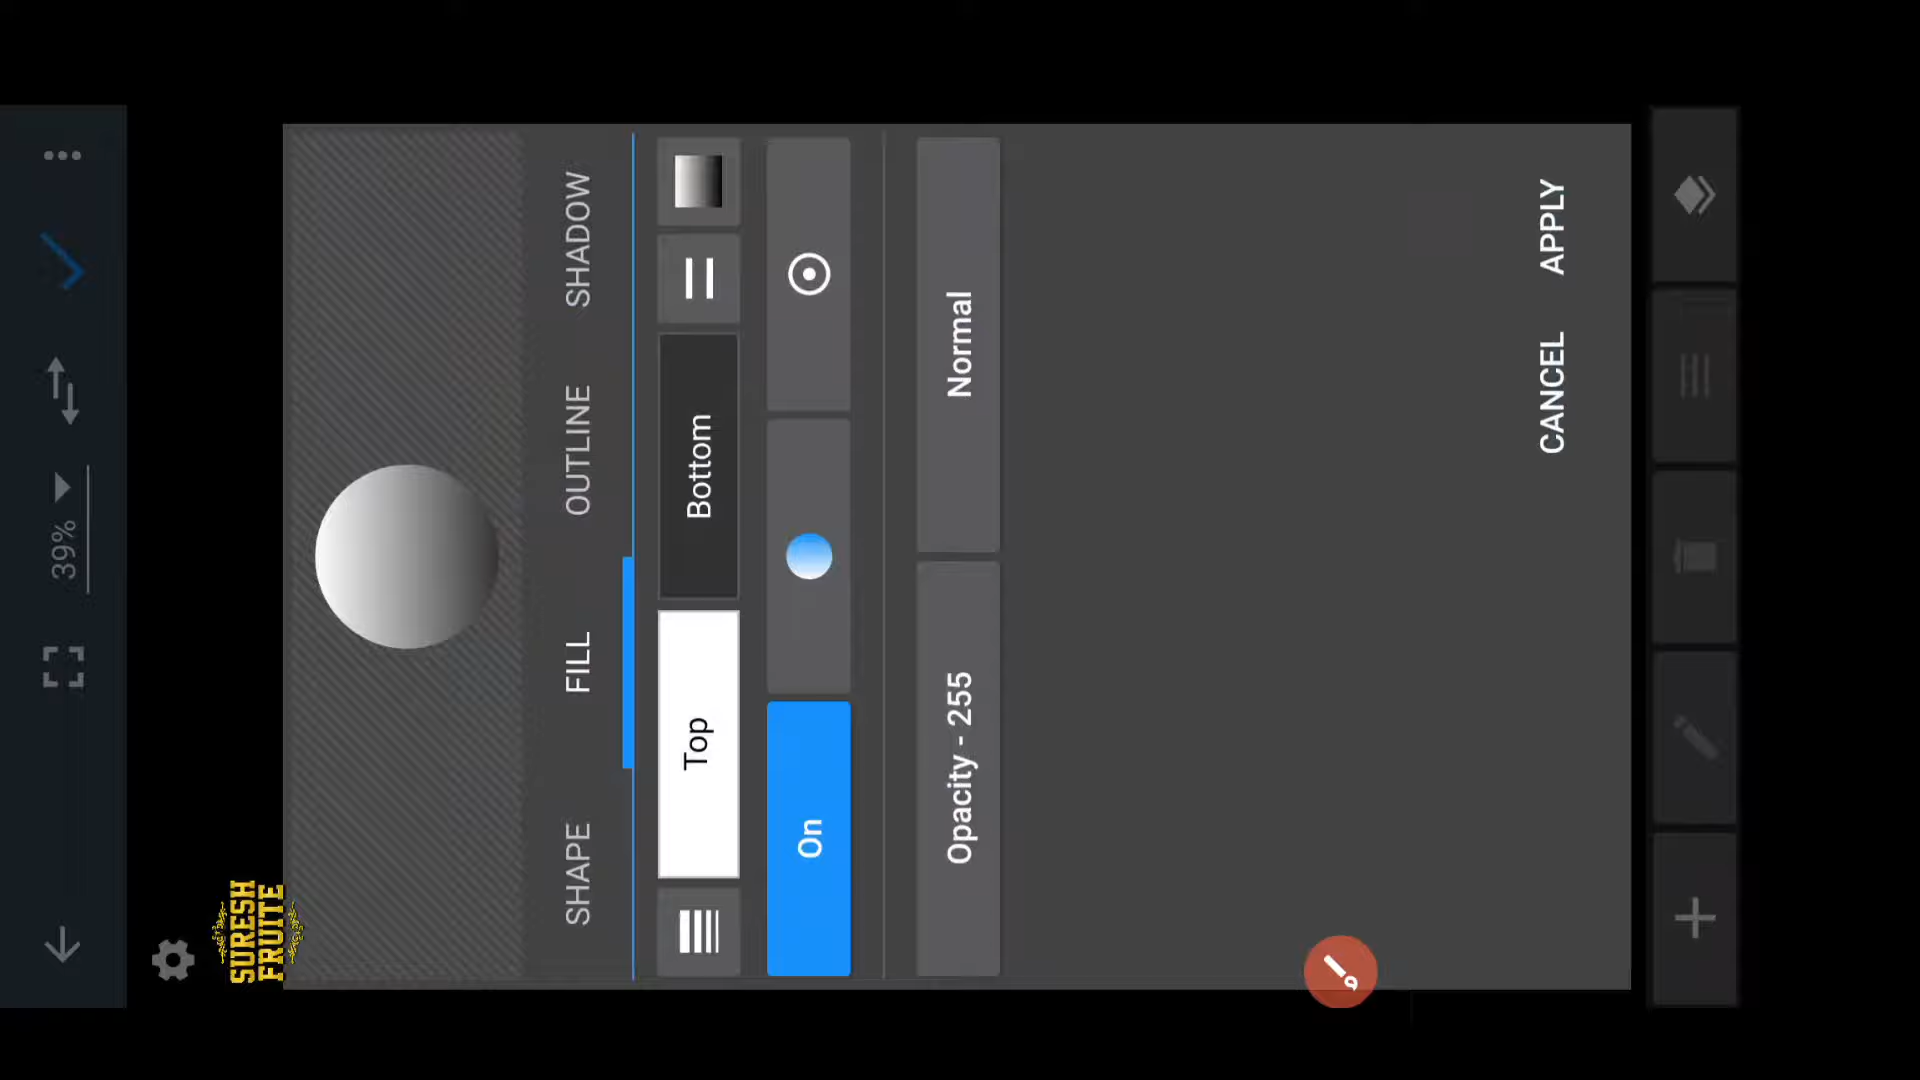 39%
SURESH
FRUITE
SHAPE FILL OUTLINE SHADOW
Top Bottom
On
Opacity - 255 Normal
CANCEL APPLY